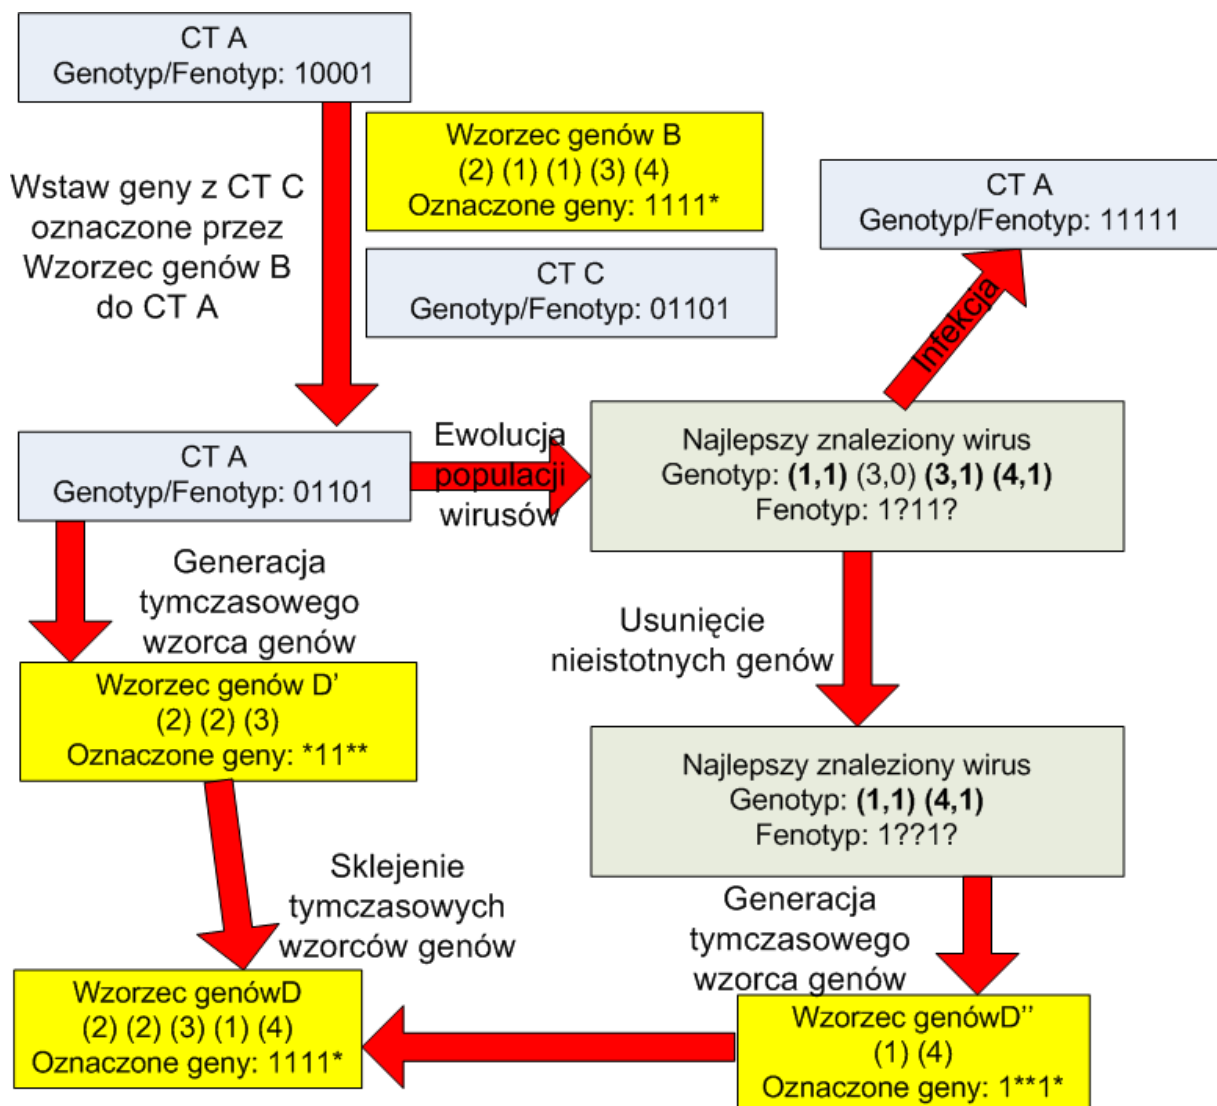 CT A
Genotyp/Fenotyp: 10001
Wstaw geny z CT C
oznaczone przez
Wzorzec genów B
do CT A
Wzorzec genów B
(2) (1) (1) (3) (4)
Oznaczone geny: 1111*
CT C
Genotyp/Fenotyp: 01101
CT A
Genotyp/Fenotyp: 11111
Infekcja
CT A
Genotyp/Fenotyp: 01101
Ewolucja
populacji
wirusów
Najlepszy znaleziony wirus
Genotyp: (1,1) (3,0) (3,1) (4,1)
Fenotyp: 1?11?
Generacja
tymczasowego
wzorca genów
Usunięcie
nieistotnych genów
Wzorzec genów D'
(2) (2) (3)
Oznaczone geny: *11**
Najlepszy znaleziony wirus
Genotyp: (1,1) (4,1)
Fenotyp: 1??1?
Sklejenie
tymczasowych
wzorców genów
Generacja
tymczasowego
wzorca genów
Wzorzec genówD
(2) (2) (3) (1) (4)
Oznaczone geny: 1111*
Wzorzec genówD''
(1) (4)
Oznaczone geny: 1**1*